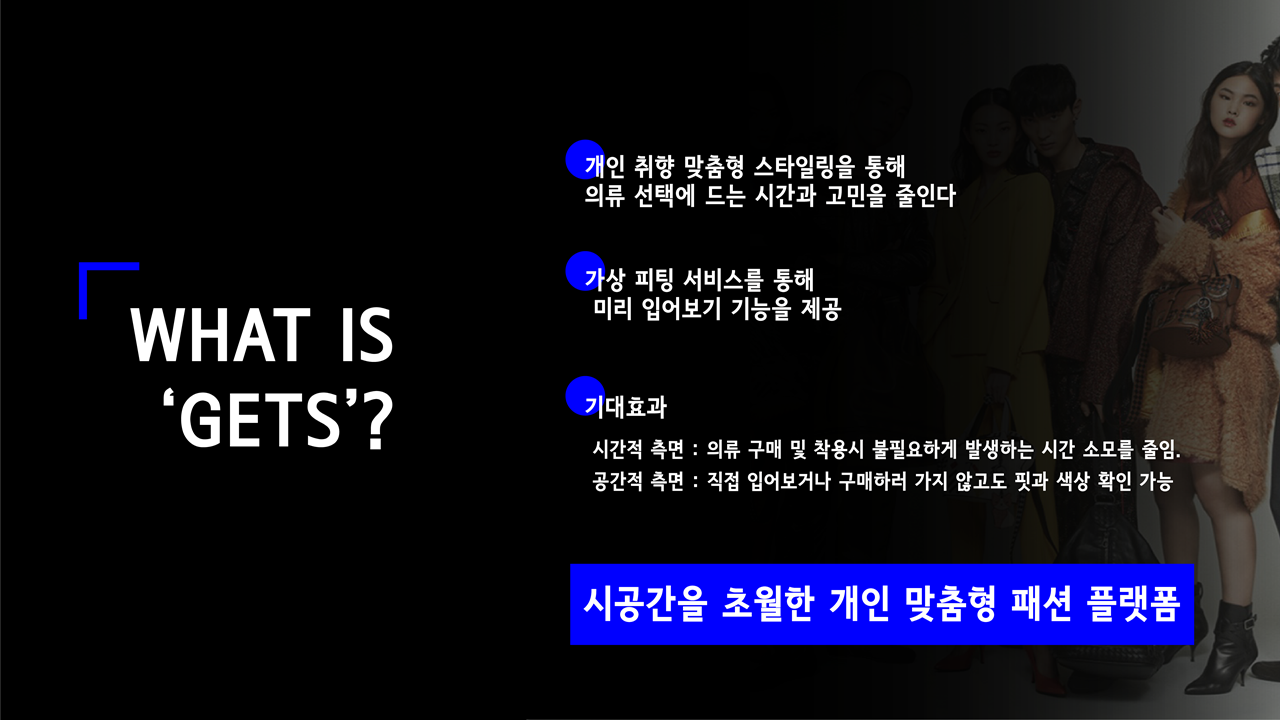 WHAT IS
‘GETS’?
개인 취향 맞춤형 스타일링을 통해
의류 선택에 드는 시간과 고민을 줄인다
가상 피팅 서비스를 통해
미리 입어보기 기능을 제공
기대효과
시간적 측면 : 의류 구매 및 착용시 불필요하게 발생하는 시간 소모를 줄임.
공간적 측면 : 직접 입어보거나 구매하러 가지 않고도 핏과 색상 확인 가능
시공간을 초월한 개인 맞춤형 패션 플랫폼